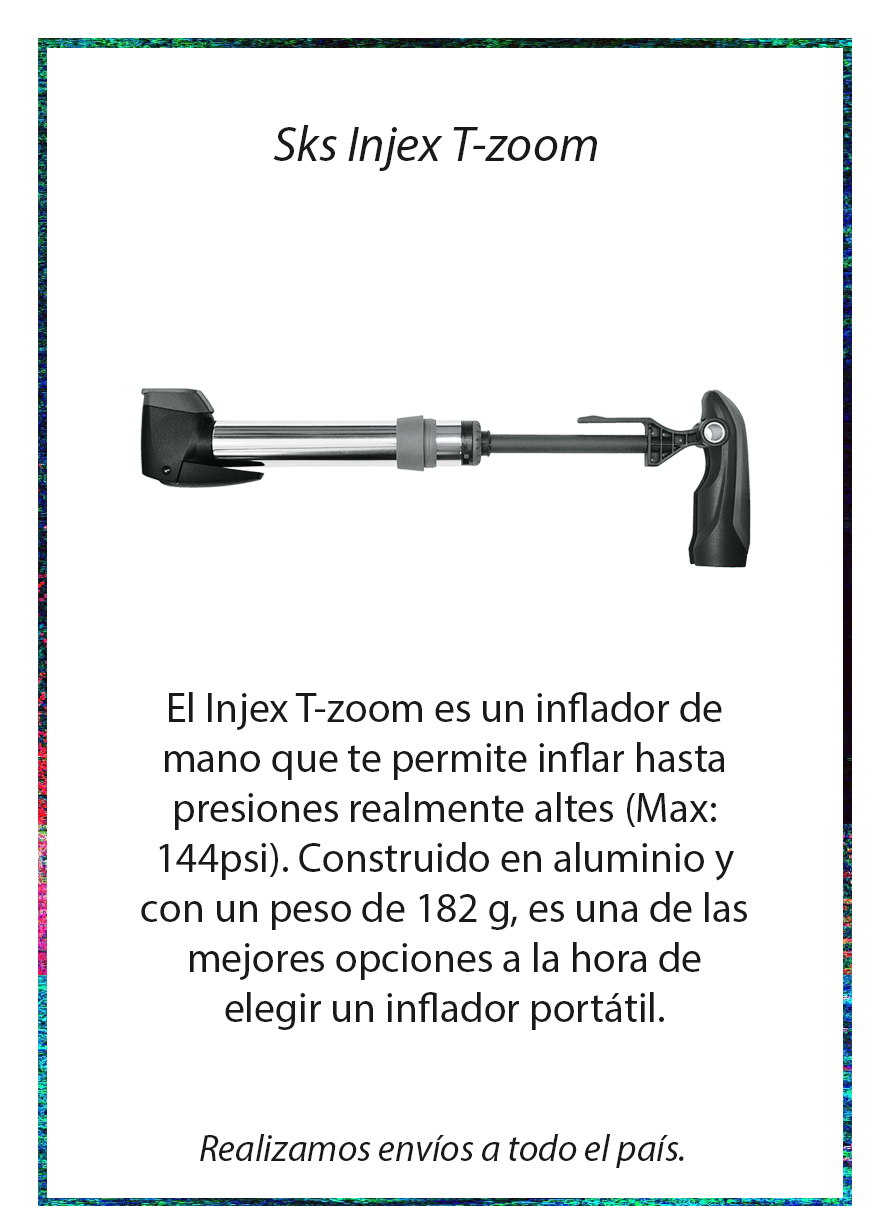 Sks Injex T-zoom
El Injex T-zoom es un inflador de
mano que te permite inflar hasta
presiones realmente altes (Max:
144psi). Construido en aluminio y
con un peso de 182 g, es una de las
mejores opciones a la hora de
elegir un inflador portátil.
Realizamos envíos a todo el país.